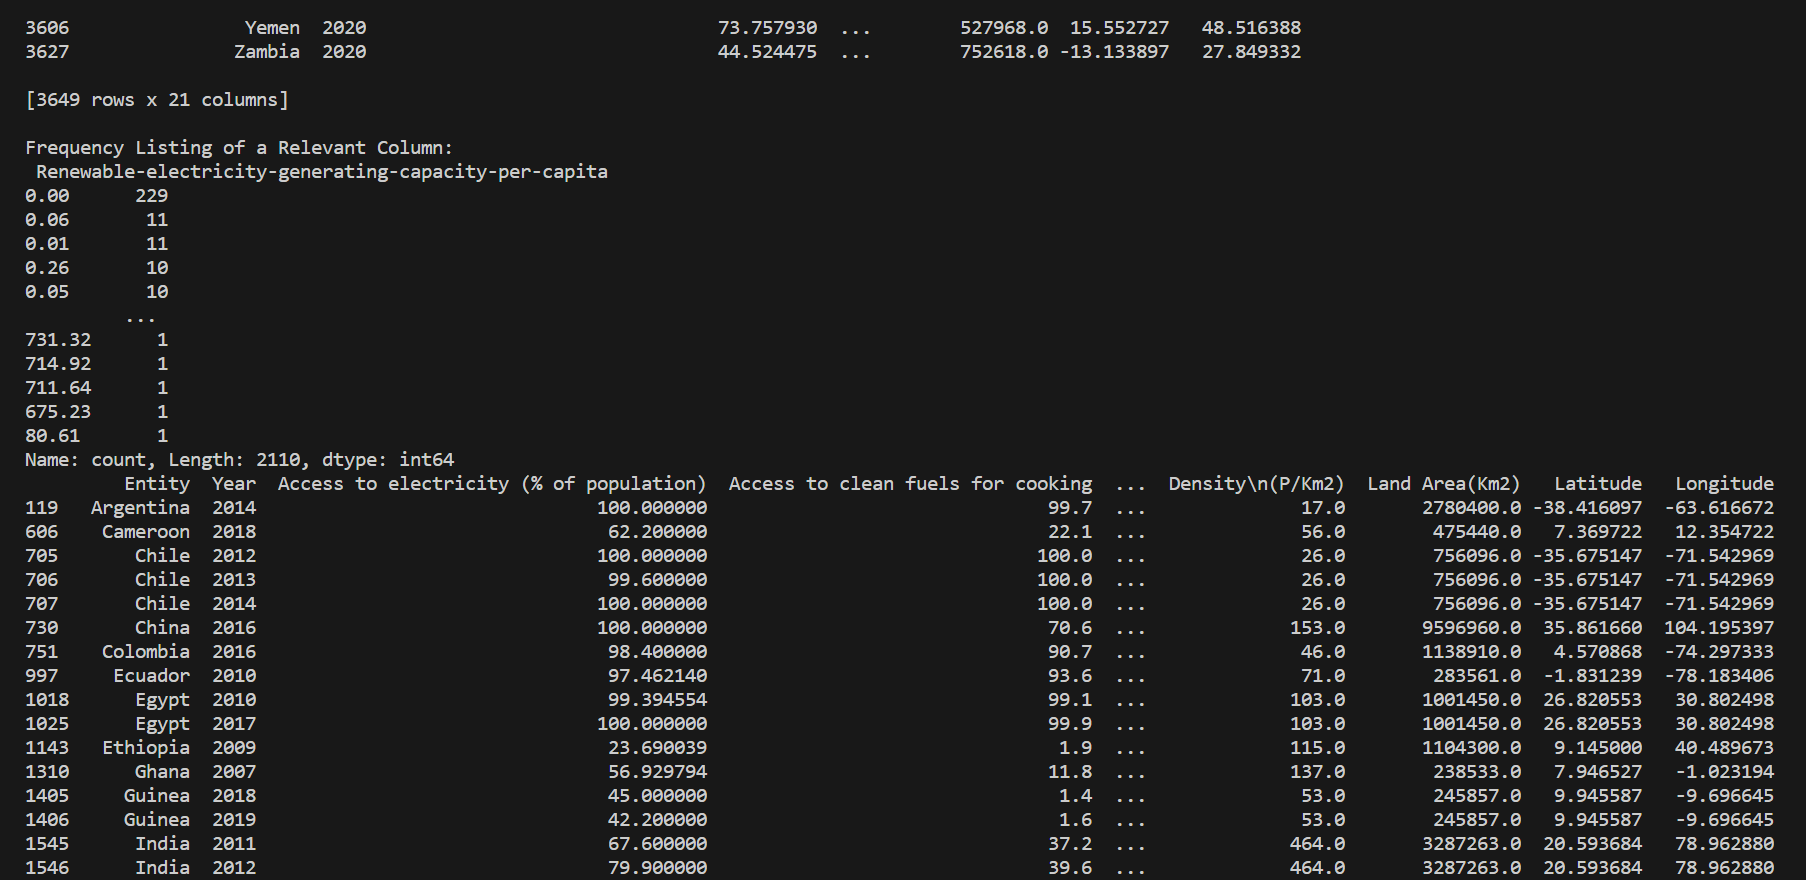 3606                Yemen  2020                                73.757930  ...        527968.0  15.552727   48.516388
3627               Zambia  2020                                44.524475  ...        752618.0 -13.133897   27.849332
[3649 rows x 21 columns]
Frequency Listing of a Relevant Column:
 Renewable-electricity-generating-capacity-per-capita
0.00      229
0.06       11
0.01       11
0.26       10
0.05       10
         ...
731.32      1
714.92      1
711.64      1
675.23      1
80.61       1
Name: count, Length: 2110, dtype: int64
         Entity  Year  Access to electricity (% of population)  Access to clean fuels for cooking  ...  Density\n(P/Km2)  Land Area(Km2)   Latitude   Longitude
119   Argentina  2014                               100.000000                               99.7  ...              17.0       2780400.0 -38.416097  -63.616672
606    Cameroon  2018                                62.200000                               22.1  ...              56.0        475440.0   7.369722   12.354722
705       Chile  2012                               100.000000                              100.0  ...              26.0        756096.0 -35.675147  -71.542969
706       Chile  2013                                99.600000                              100.0  ...              26.0        756096.0 -35.675147  -71.542969
707       Chile  2014                               100.000000                              100.0  ...              26.0        756096.0 -35.675147  -71.542969
730       China  2016                               100.000000                               70.6  ...             153.0       9596960.0  35.861660  104.195397
751    Colombia  2016                                98.400000                               90.7  ...              46.0       1138910.0   4.570868  -74.297333
997     Ecuador  2010                                97.462140                               93.6  ...              71.0        283561.0  -1.831239  -78.183406
1018      Egypt  2010                                99.394554                               99.1  ...             103.0       1001450.0  26.820553   30.802498
1025      Egypt  2017                               100.000000                               99.9  ...             103.0       1001450.0  26.820553   30.802498
1143   Ethiopia  2009                                23.690039                                1.9  ...             115.0       1104300.0   9.145000   40.489673
1310      Ghana  2007                                56.929794                               11.8  ...             137.0        238533.0   7.946527   -1.023194
1405     Guinea  2018                                45.000000                                1.4  ...              53.0        245857.0   9.945587   -9.696645
1406     Guinea  2019                                42.200000                                1.6  ...              53.0        245857.0   9.945587   -9.696645
1545      India  2011                                67.600000                               37.2  ...             464.0       3287263.0  20.593684   78.962880
1546      India  2012                                79.900000                               39.6  ...             464.0       3287263.0  20.593684   78.962880